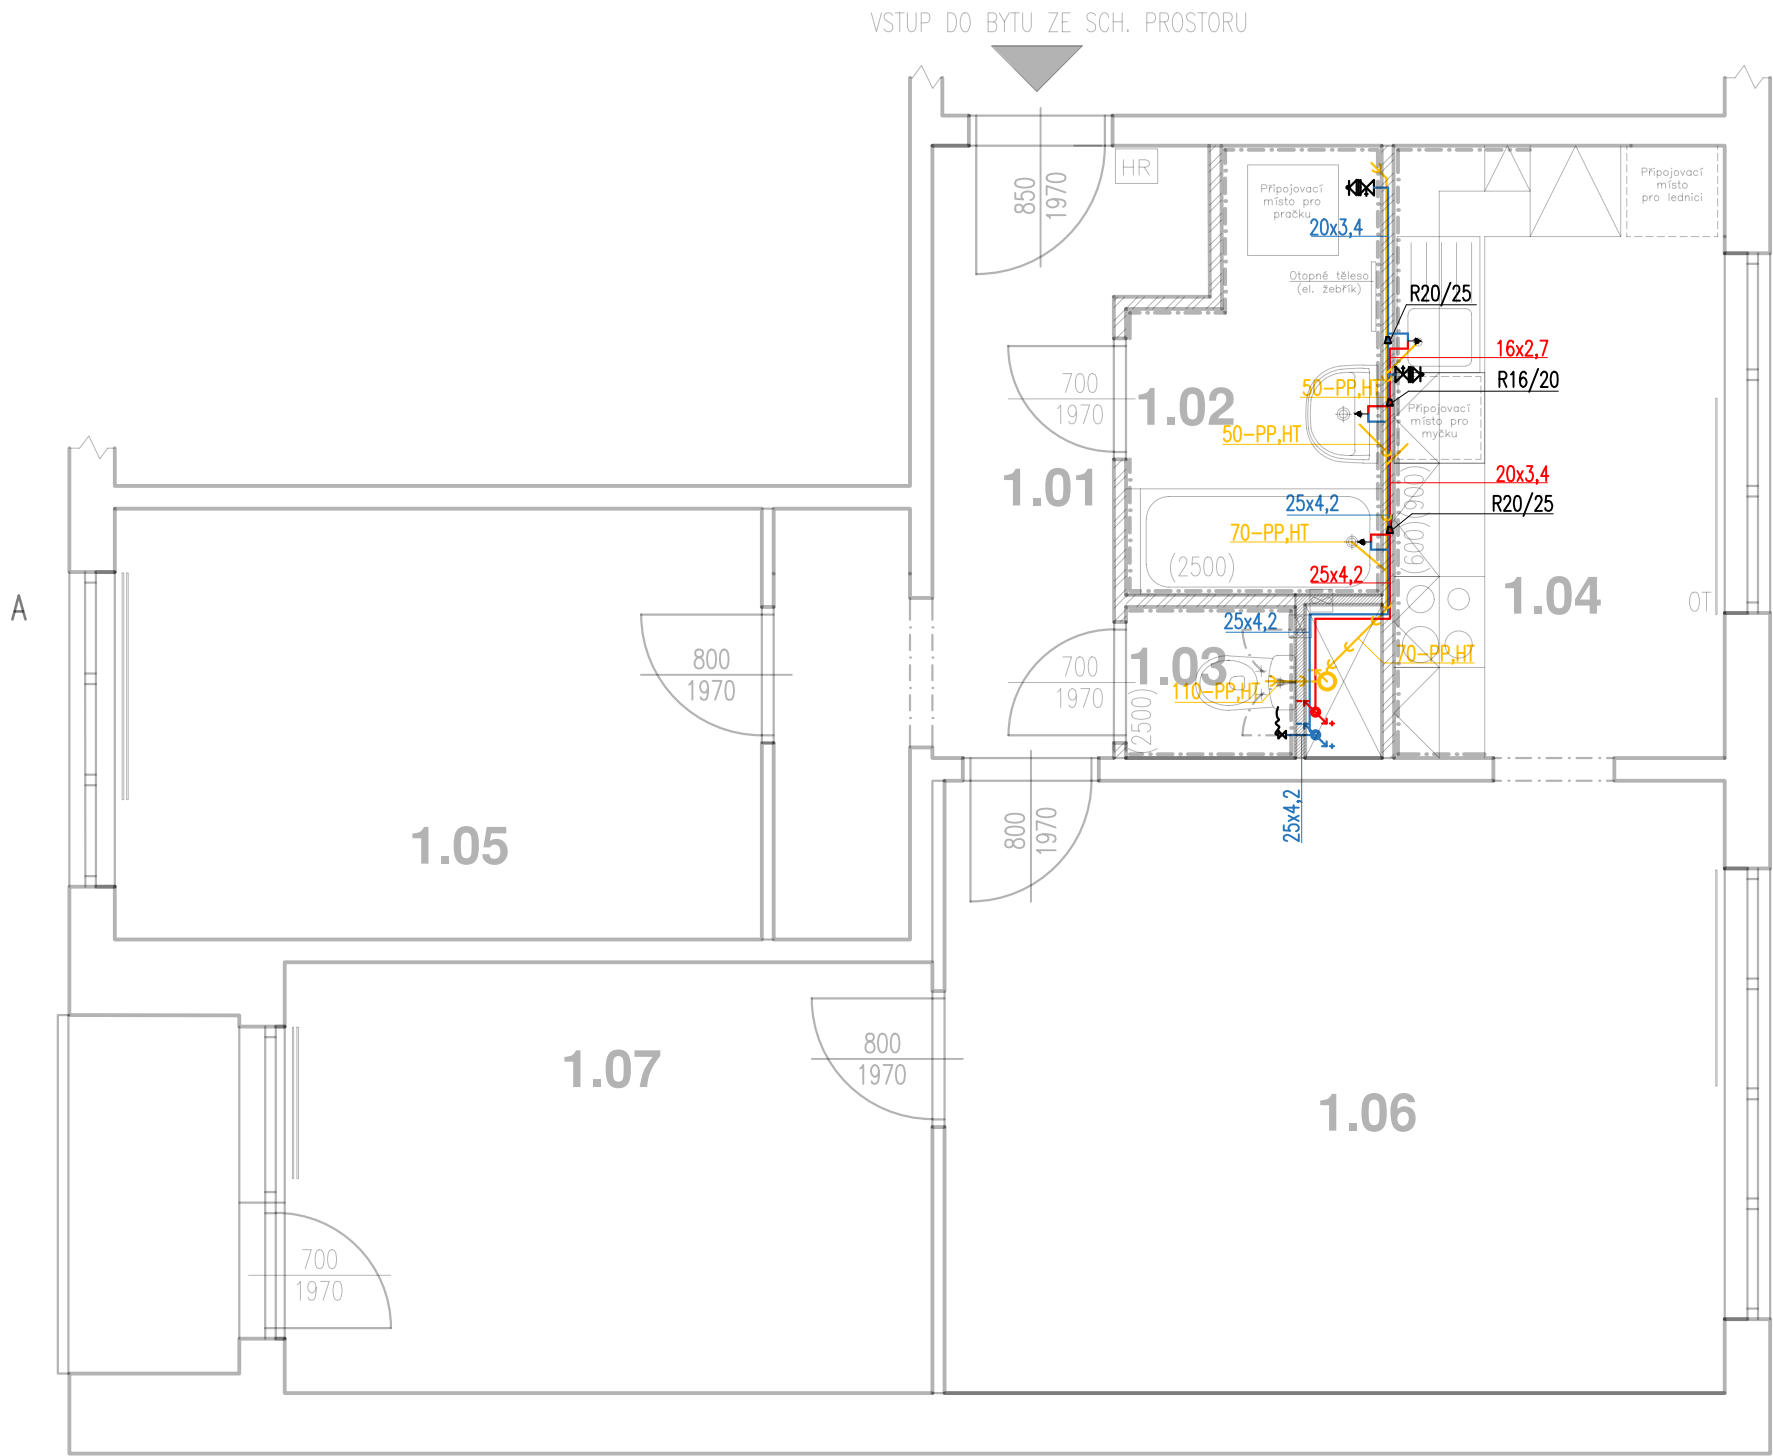 VSTUP DO BYTU ZE SCH. PROSTORU
HR
850
1970
Připojovací
místo pro
pračku
20x3,4
Otopné těleso
(el. žebřík)
Připojovací
místo
pro lednici
R20/25
16x2,7
R16/20
50-PP,HT
Připojovací
místo pro
myčku
700
1970
1.02
50-PP,HT
1.01
20x3,4
(900)
25x4,2
R20/25
70-PP,HT
(600)
(2500)
25x4,2
1.04
OT
A
25x4,2
800
1970
700
1970
1.03
70-PP,HT
110-PP,HT
(2500)
25x4,2
800
1970
1.05
800
1970
1.07
1.06
700
1970